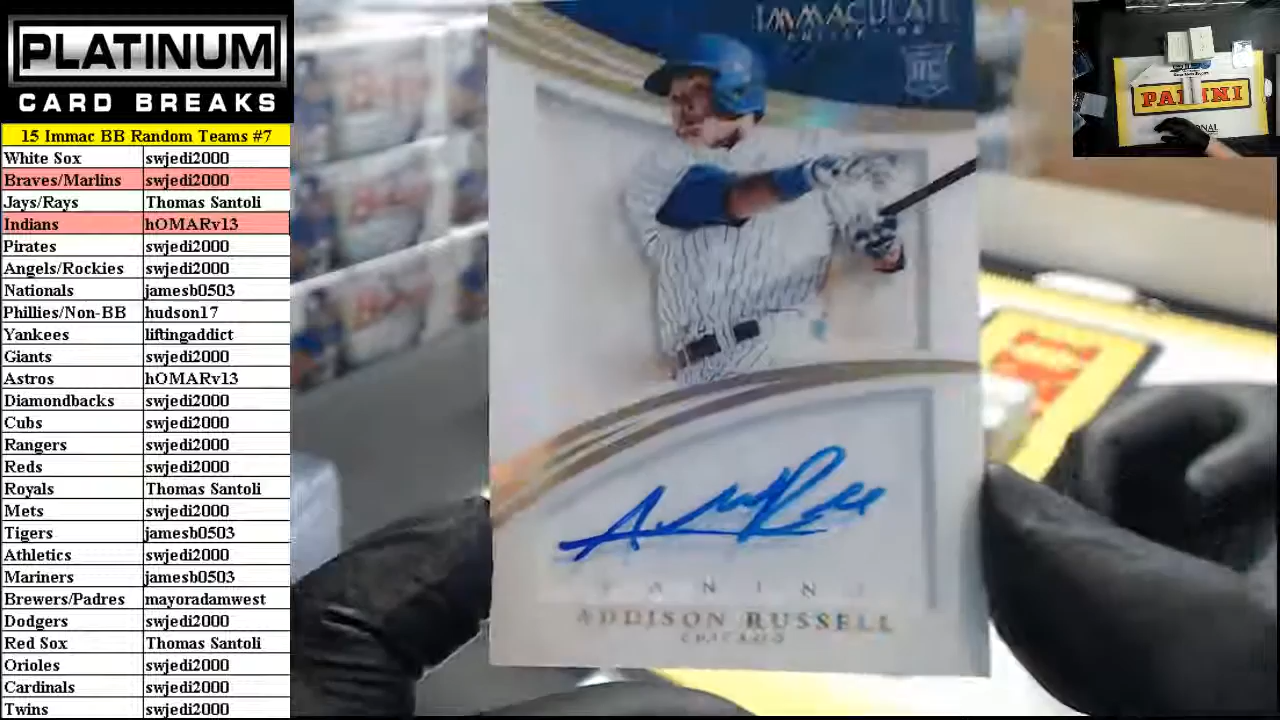 PLATINUM
CARD BREAKS
15 Immac BB Random Teams #7
White Sox swjedi2000
Braves/Marlins swjedi2000
Jays/Rays Thomas Santoli
Indians hOMARv13
Pirates swjedi2000
Angels/Rockies swjedi2000
Nationals jamesb0503
Phillies/Non-BB hudson17
Yankees liftingaddict
Giants swjedi2000
Astros hOMARv13
Diamondbacks swjedi2000
Cubs swjedi2000
Rangers swjedi2000
Reds swjedi2000
Royals Thomas Santoli
Mets swjedi2000
Tigers jamesb0503
Athletics swjedi2000
Mariners jamesb0503
Brewers/Padres mayoradamwest
Dodgers swjedi2000
Red Sox Thomas Santoli
Orioles swjedi2000
Cardinals swjedi2000
Twins swjedi2000
IMMACULATE
COLLECTION
RC
PANINI
ADDISON RUSSELL
CHICAGO
PANINI